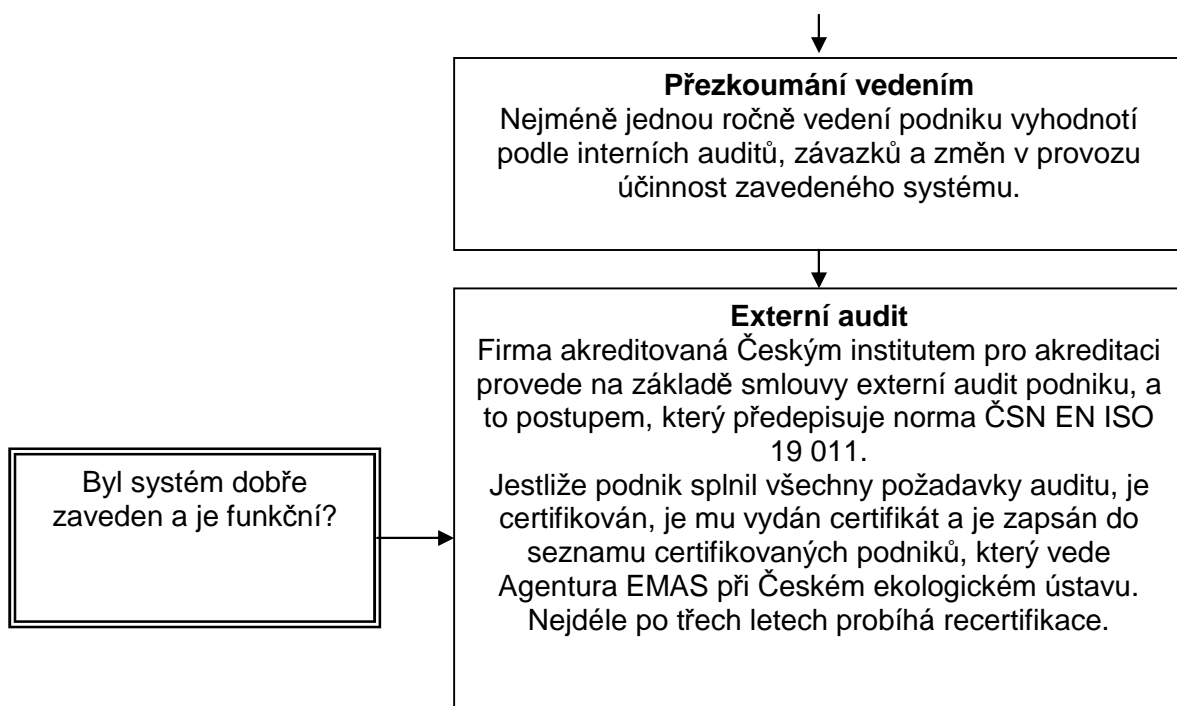 Přezkoumání vedením
Nejméně jednou ročně vedení podniku vyhodnotí
podle interních auditů, závazků a změn v provozu
účinnost zavedeného systému.
Externí audit
Firma akreditovaná Českým institutem pro akreditaci
provede na základě smlouvy externí audit podniku, a
to postupem, který předepisuje norma ČSN EN ISO
19 011.
Jestliže podnik splnil všechny požadavky auditu, je
certifikován, je mu vydán certifikát a je zapsán do
seznamu certifikovaných podniků, který vede
Agentura EMAS při Českém ekologickém ústavu.
Nejdéle po třech letech probíhá recertifikace.
Byl systém dobře
zaveden a je funkční?